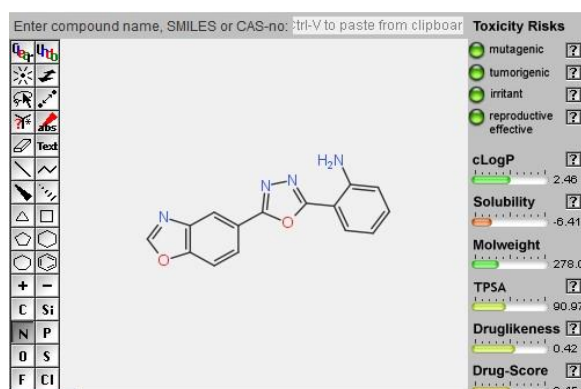 Enter compound name, SMILES or CAS-no: Ctrl-V to paste from clipboar
Toxicity Risks
mutagenic ?
tumorigenic ?
irritant ?
reproductive ?
effective
cLogP ?
2.46
Solubility ?
-6.41
Molweight ?
278.0
TPSA ?
90.97
Druglikeness ?
0.42
Drug-Score ?
abs
Text
+ −
C Si
N P
O S
F Cl
H₂N
N N
O
N
O